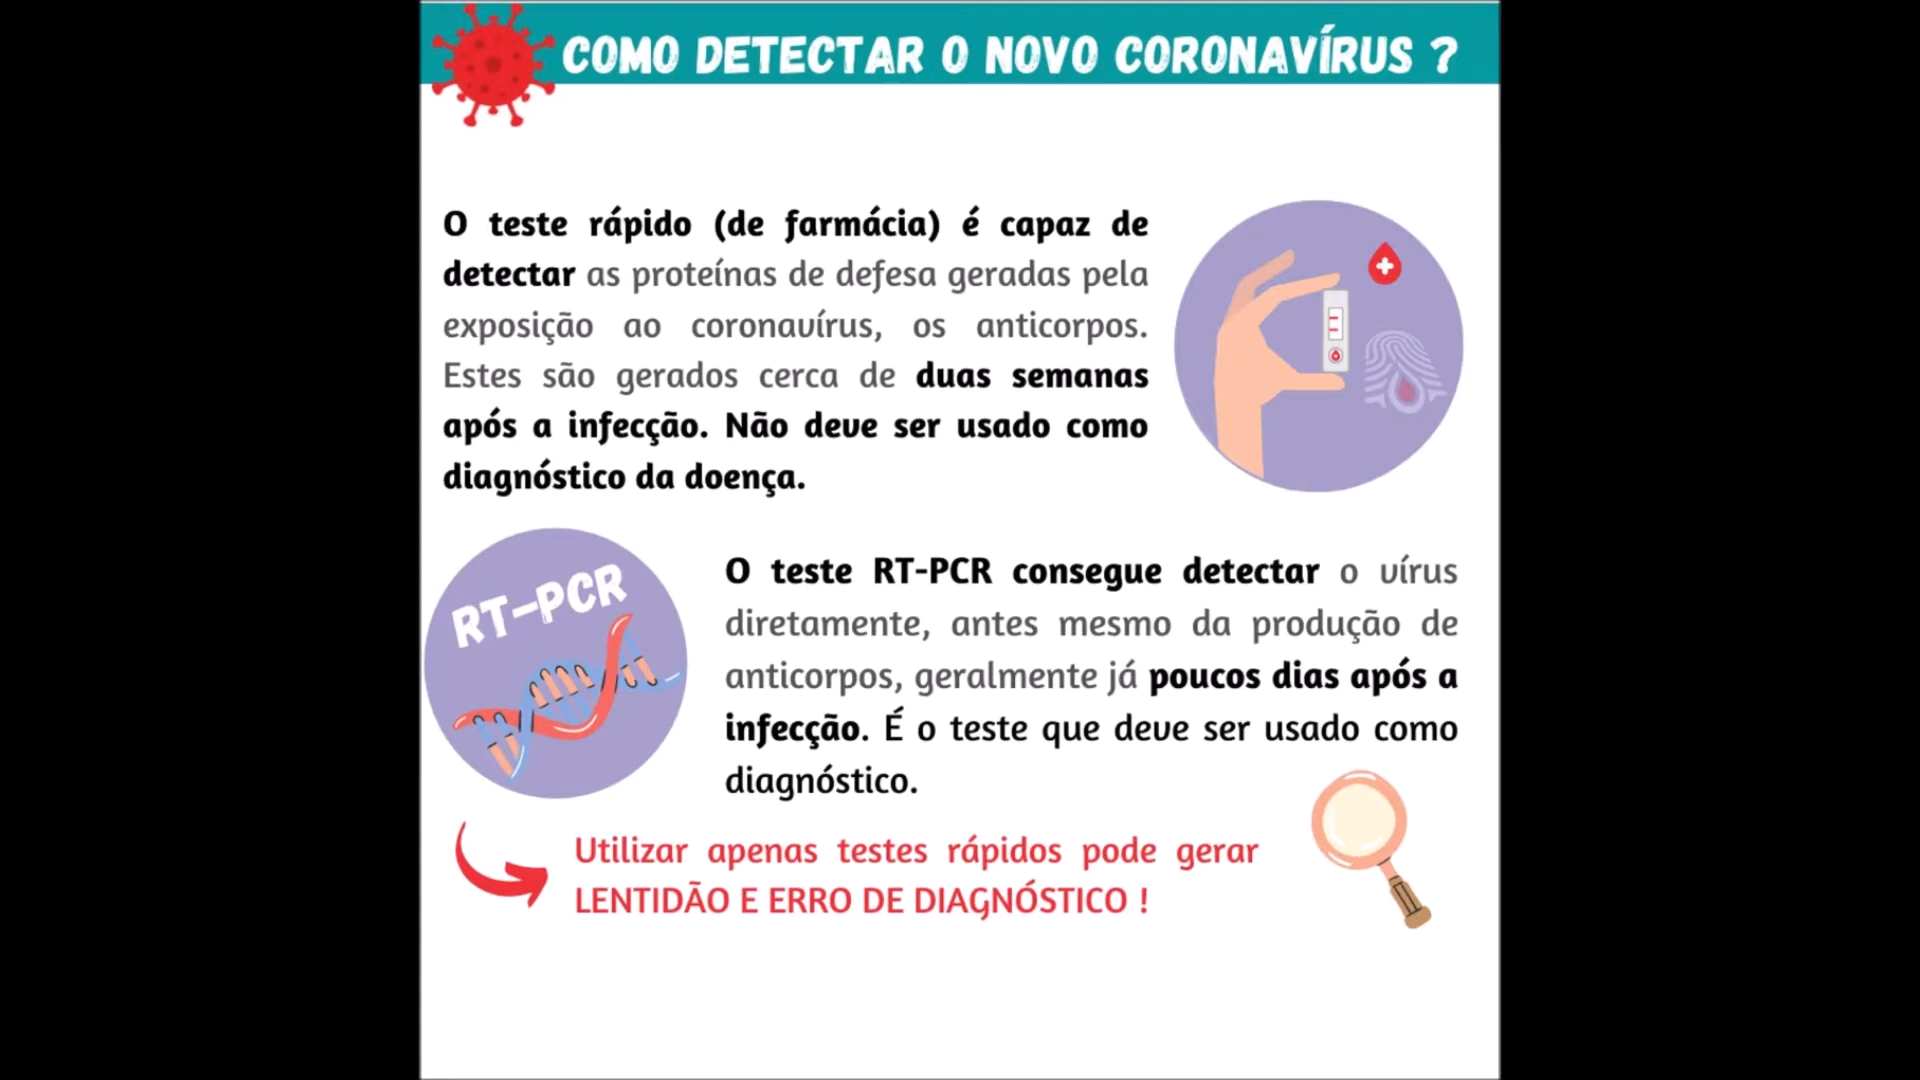 COMO DETECTAR O NOVO CORONAVÍRUS ?
O teste rápido (de farmácia) é capaz de
detectar as proteínas de defesa geradas pela
exposição ao coronavírus, os anticorpos.
Estes são gerados cerca de duas semanas
após a infecção. Não deve ser usado como
diagnóstico da doença.
RT-PCR
O teste RT-PCR consegue detectar o vírus
diretamente, antes mesmo da produção de
anticorpos, geralmente já poucos dias após a
infecção. É o teste que deve ser usado como
diagnóstico.
Utilizar apenas testes rápidos pode gerar
LENTIDÃO E ERRO DE DIAGNÓSTICO !